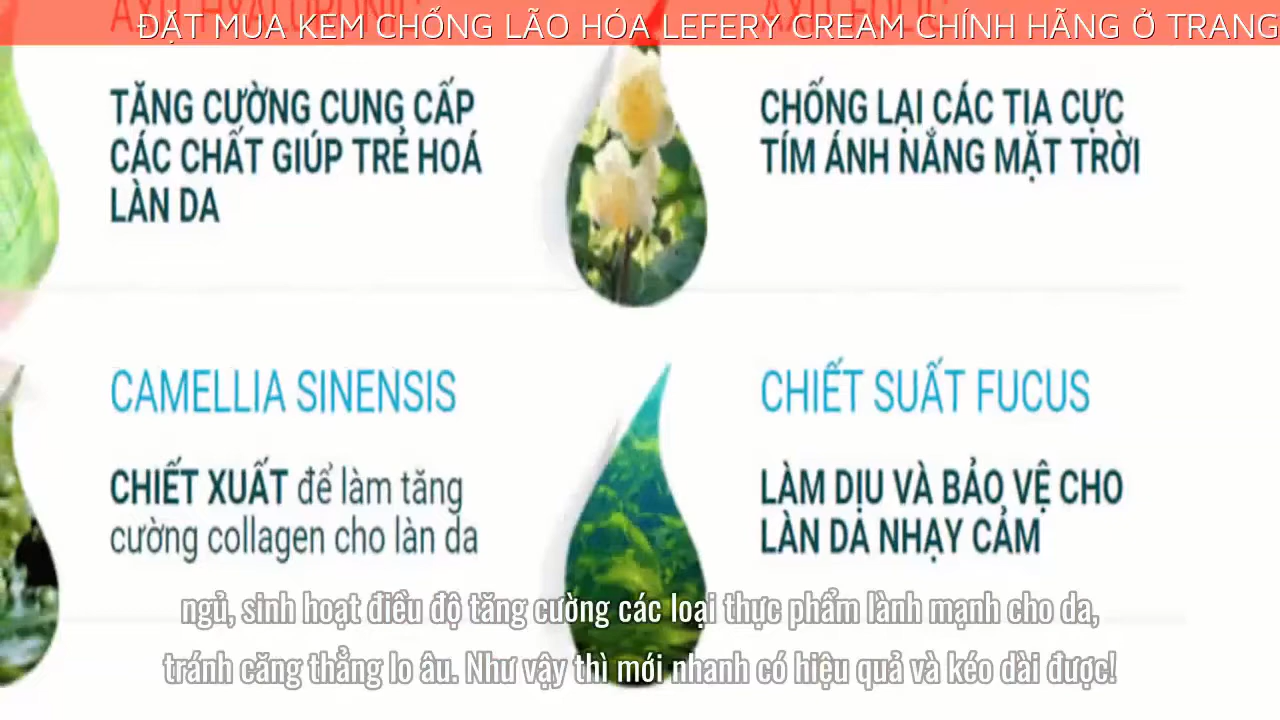 ĐẶT MUA KEM CHỐNG LÃO HÓA LEFERY CREAM CHÍNH HÃNG Ở TRANG
TĂNG CƯỜNG CUNG CẤP
CÁC CHẤT GIÚP TRẺ HOÁ
LÀN DA
CHỐNG LẠI CÁC TIA CỰC
TÍM ÁNH NẮNG MẶT TRỜI
CAMELLIA SINENSIS
CHIẾT XUẤT để làm tăng
cường collagen cho làn da
CHIẾT SUẤT FUCUS
LÀM DỊU VÀ BẢO VỆ CHO
LÀN DA NHẠY CẢM
ngủ, sinh hoạt điều độ tăng cường các loại thực phẩm lành mạnh cho da,
tránh căng thẳng lo âu. Như vậy thì mới nhanh có hiệu quả và kéo dài được!